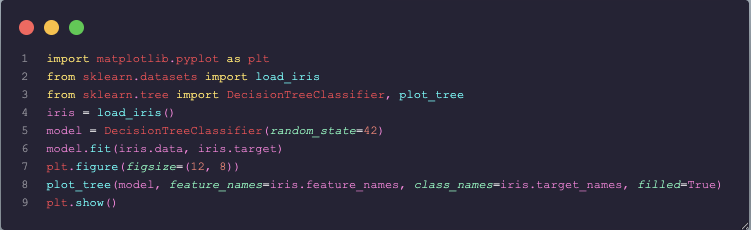 1 import matplotlib.pyplot as plt
2 from sklearn.datasets import load_iris
3 from sklearn.tree import DecisionTreeClassifier, plot_tree
4 iris = load_iris()
5 model = DecisionTreeClassifier(random_state=42)
6 model.fit(iris.data, iris.target)
7 plt.figure(figsize=(12, 8))
8 plot_tree(model, feature_names=iris.feature_names, class_names=iris.target_names, filled=True)
9 plt.show()